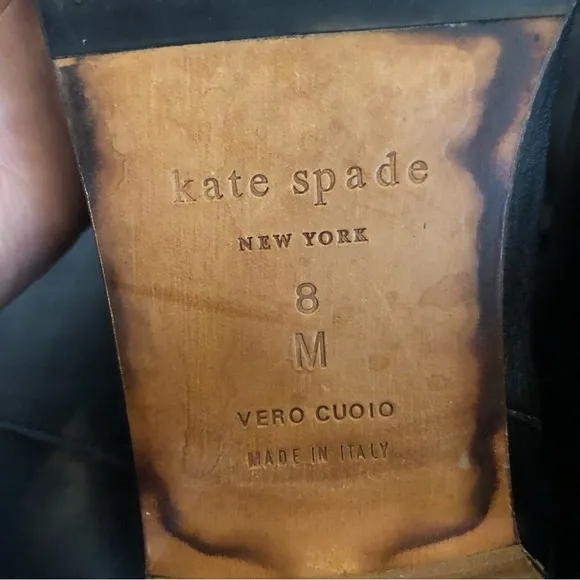 kate spade
NEW YORK
8
M
VERO CUOIO
MADE IN ITALY